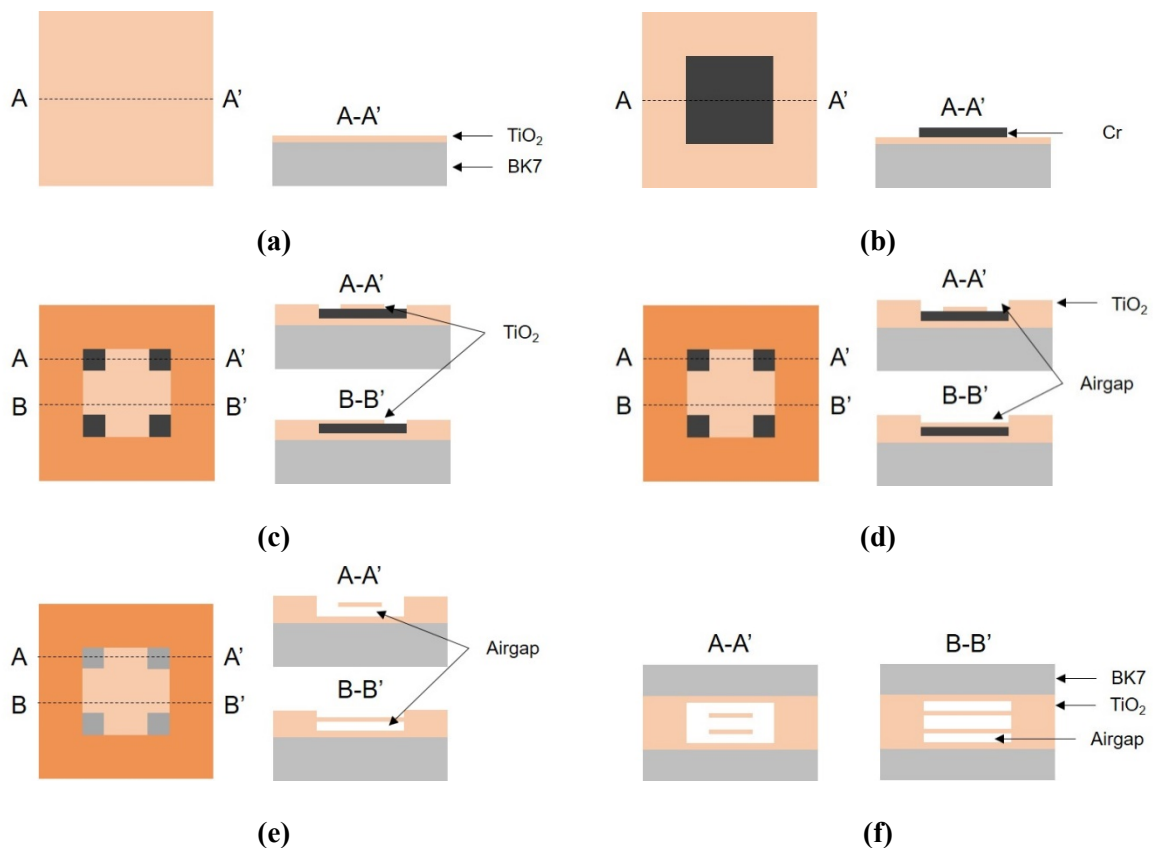 A A' A-A' TiO2 BK7
(a)
A A' A-A' Cr
(b)
A A' B B' A-A' TiO2 B-B'
(c)
A A' B B' A-A' TiO2 Airgap B-B'
(d)
A A' B B' A-A' Airgap B-B'
(e)
A-A' B-B' BK7 TiO2 Airgap
(f)